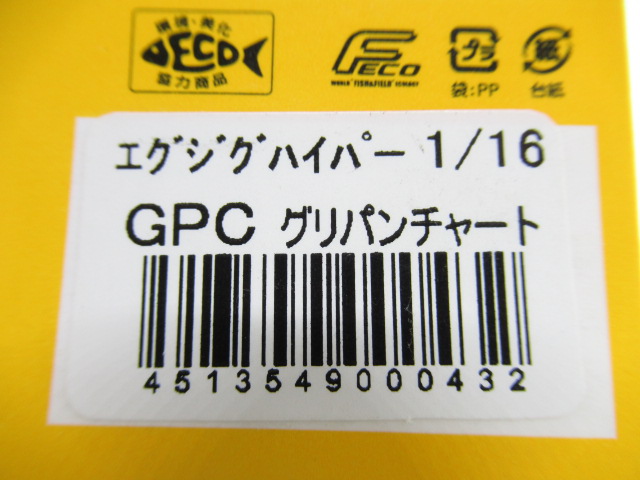 環境・美化
ECO
協力商品
FECO
WORLD "FISH&FIELD" ECOLOGY
プラ
袋:PP
紙
台紙
エグジグハイパー 1/16
GPC グリパンチャート
4513549000432